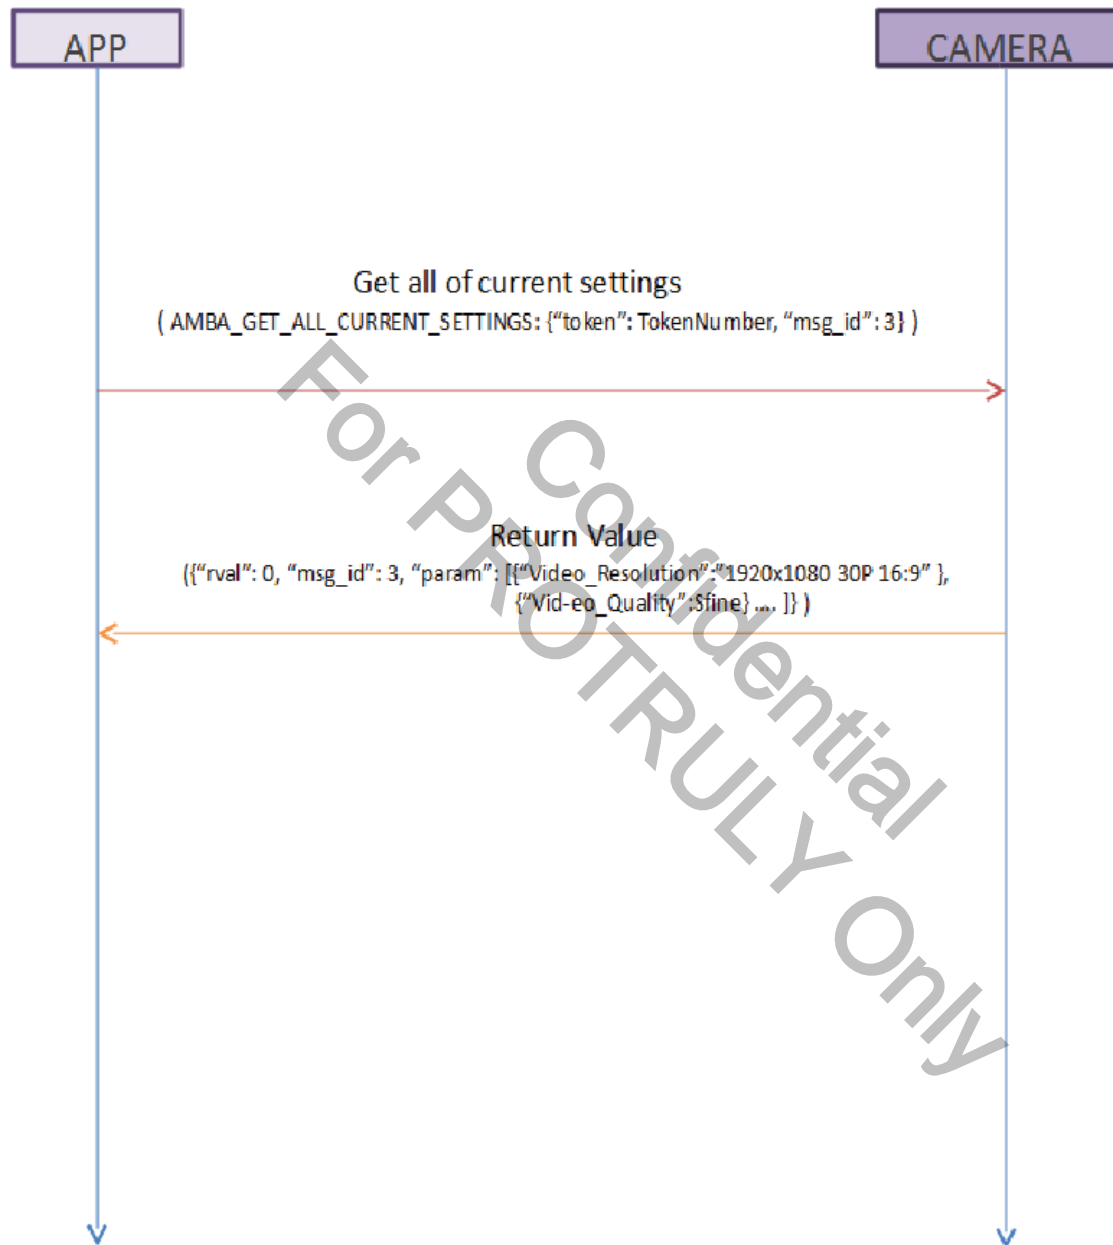 APP
CAMERA
Get all of current settings
( AMBA_GET_ALL_CURRENT_SETTINGS: {“token”: TokenNumber, “msg_id”: 3} )
Return Value
({“rval”: 0, “msg_id”: 3, “param”: [{“Video_Resolution”:“1920x1080 30P 16:9” },
{“Vid-eo_Quality”:Sfine} .... ]} )
Confidential
For PROTRULY Only